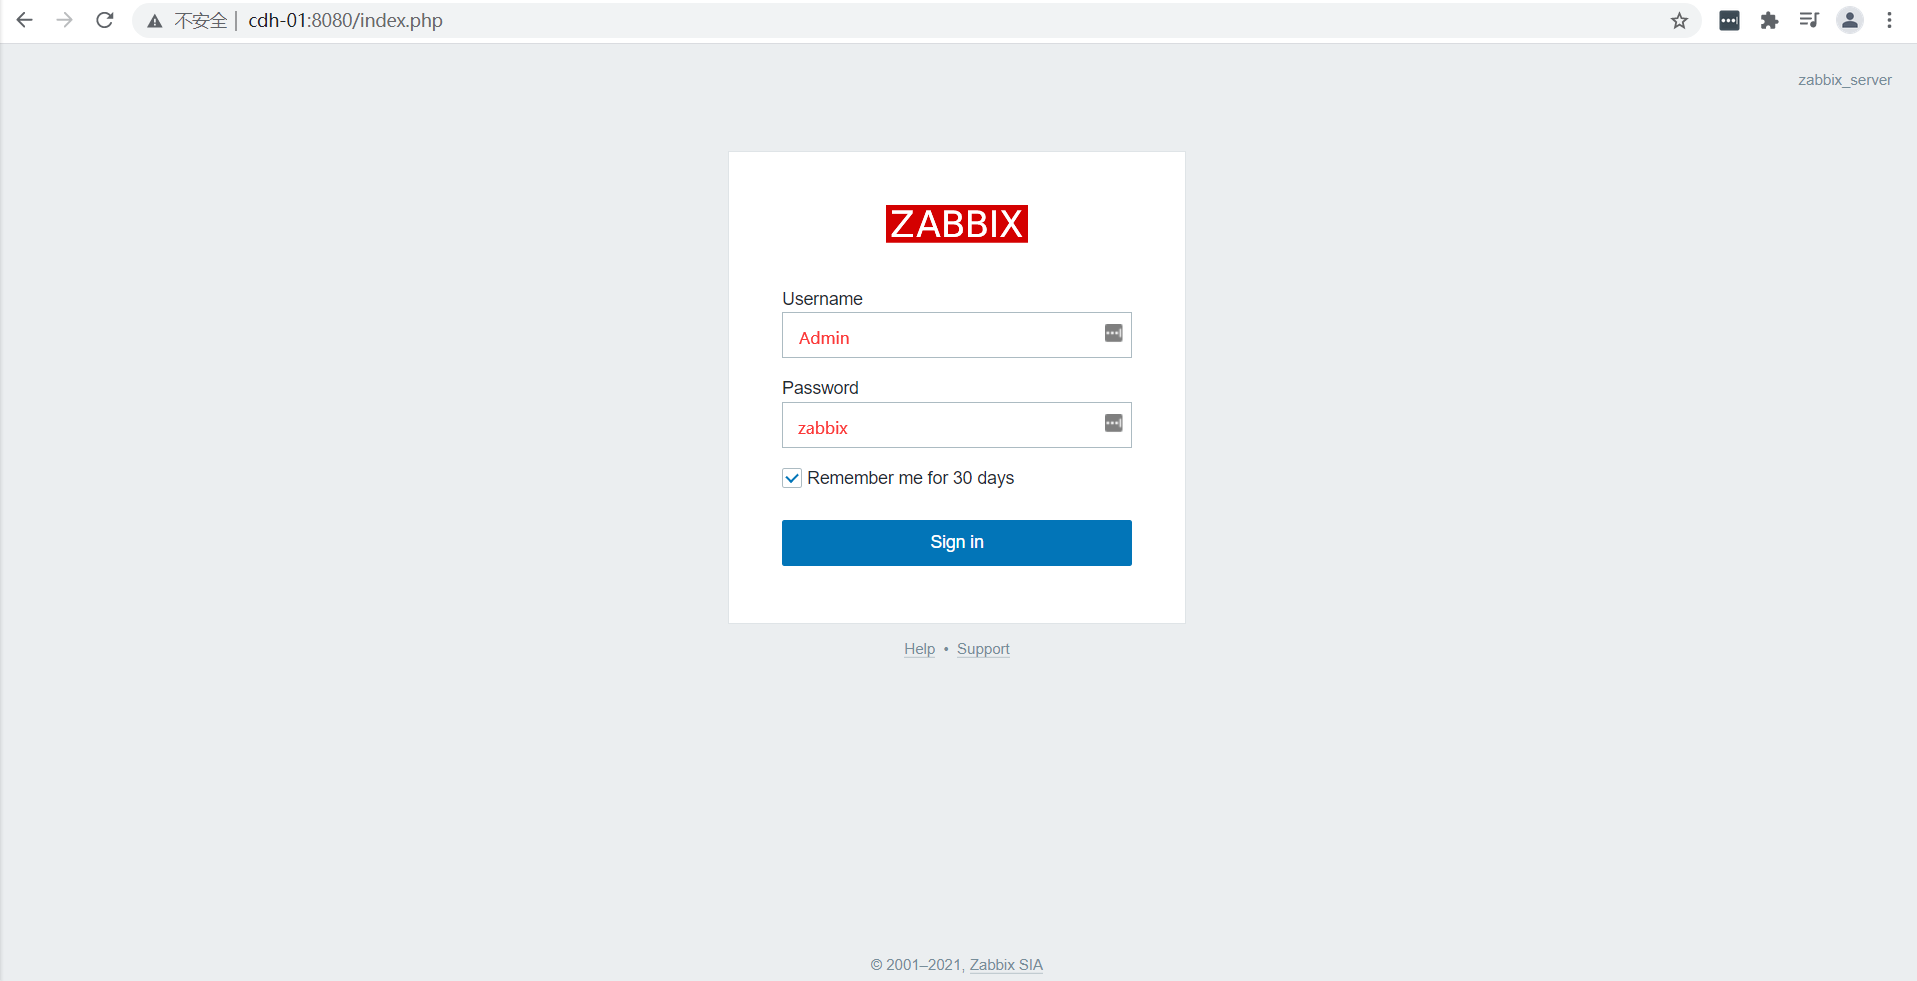 不安全 | cdh-01:8080/index.php
zabbix_server
ZABBIX
Username
Admin
Password
zabbix
Remember me for 30 days
Sign in
Help • Support
© 2001–2021, Zabbix SIA